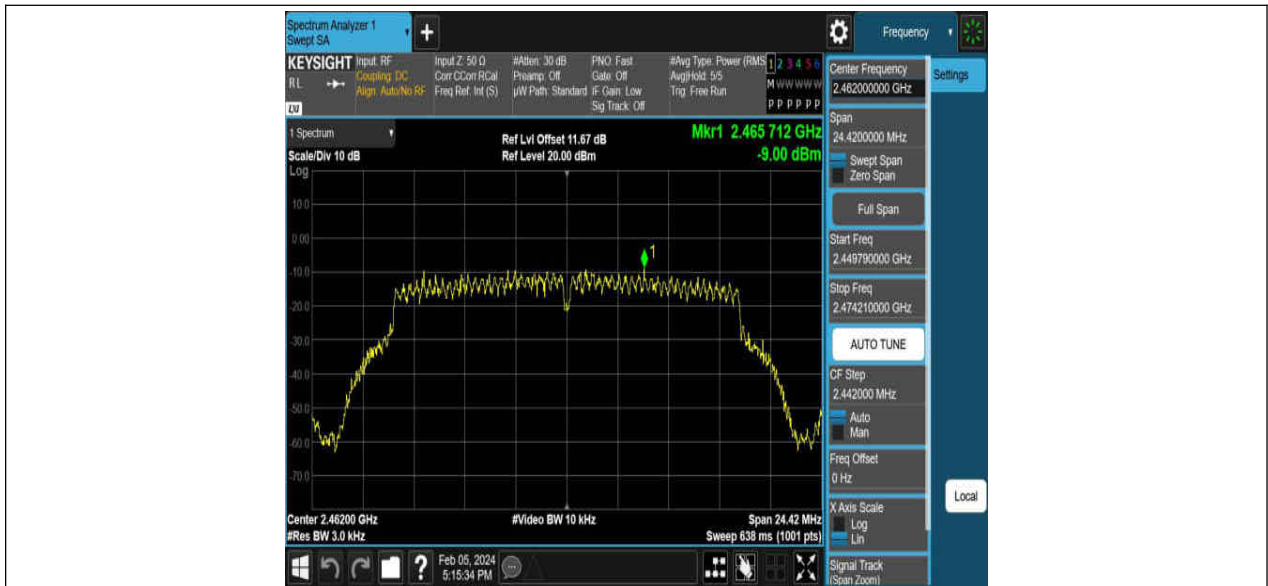 Spectrum Analyzer 1
Swept SA
+
Frequency
KEYSIGHT
RL
LXI
Input: RF
Coupling: DC
Align: Auto/No RF
Input Z: 50 Ω
Corr CCorr RCal
Freq Ref: Int (S)
#Atten: 30 dB
Preamp: Off
µW Path: Standard
PNO: Fast
Gate: Off
IF Gain: Low
Sig Track: Off
#Avg Type: Power (RMS
Avg|Hold: 5/5
Trig: Free Run
1 2 3 4 5 6
M W W W W W
P P P P P P
1 Spectrum
Scale/Div 10 dB
Log
Ref Lvl Offset 11.67 dB
Ref Level 20.00 dBm
Mkr1 2.465 712 GHz
-9.00 dBm
10.0
0.00
-10.0
-20.0
-30.0
-40.0
-50.0
-60.0
-70.0
1
Center 2.46200 GHz
#Res BW 3.0 kHz
#Video BW 10 kHz
Span 24.42 MHz
Sweep 638 ms (1001 pts)
?
Feb 05, 2024
5:15:34 PM
Center Frequency
2.462000000 GHz
Span
24.4200000 MHz
Swept Span
Zero Span
Full Span
Start Freq
2.449790000 GHz
Stop Freq
2.474210000 GHz
AUTO TUNE
CF Step
2.442000 MHz
Auto
Man
Freq Offset
0 Hz
X Axis Scale
Log
Lin
Signal Track
(Span Zoom)
Settings
Local